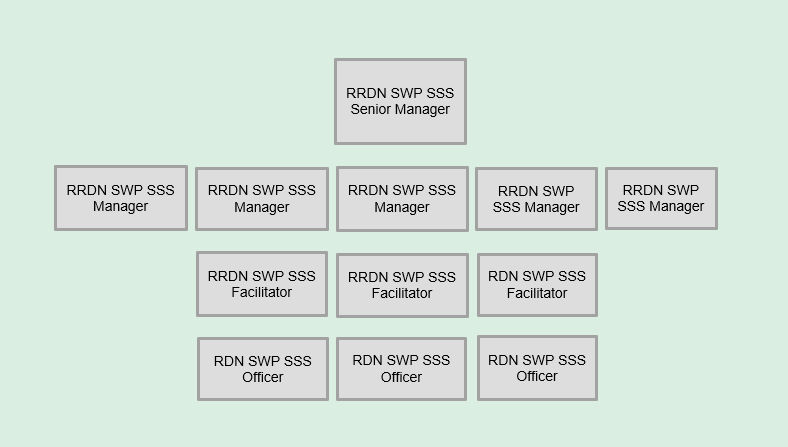 RRDN SWP SSS
Senior Manager
RRDN SWP SSS
Manager
RRDN SWP SSS
Manager
RRDN SWP SSS
Manager
RRDN SWP
SSS Manager
RRDN SWP
SSS Manager
RRDN SWP SSS
Facilitator
RRDN SWP SSS
Facilitator
RDN SWP SSS
Facilitator
RDN SWP SSS
Officer
RDN SWP SSS
Officer
RDN SWP SSS
Officer